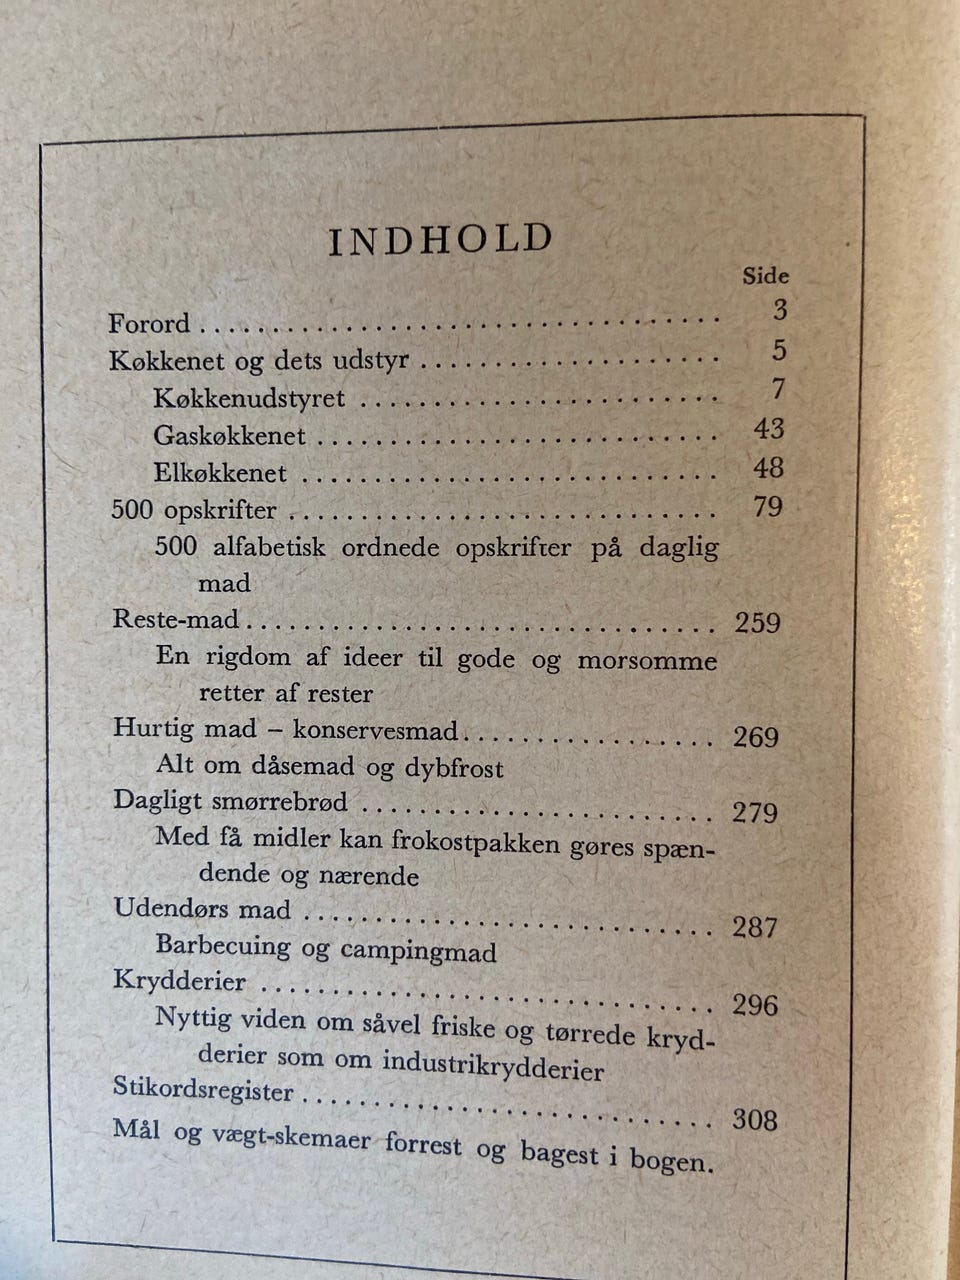 INDHOLD
Side
Forord ................................... 3
Køkkenet og dets udstyr ..................... 5
Køkkenudstyret ......................... 7
Gaskøkkenet ............................ 43
Elkøkkenet ............................. 48
500 opskrifter .............................. 79
500 alfabetisk ordnede opskrifter på daglig
mad
Reste-mad ................................ 259
En rigdom af ideer til gode og morsomme
retter af rester
Hurtig mad – konservesmad ................. 269
Alt om dåsemad og dybfrost
Dagligt smørrebrød ........................ 279
Med få midler kan frokostpakken gøres spæn-
dende og nærende
Udendørs mad ............................ 287
Barbecuing og campingmad
Krydderier ............................... 296
Nyttig viden om såvel friske og tørrede kryd-
derier som om industrikrydderier
Stikordsregister ............................ 308
Mål og vægt-skemaer forrest og bagest i bogen.